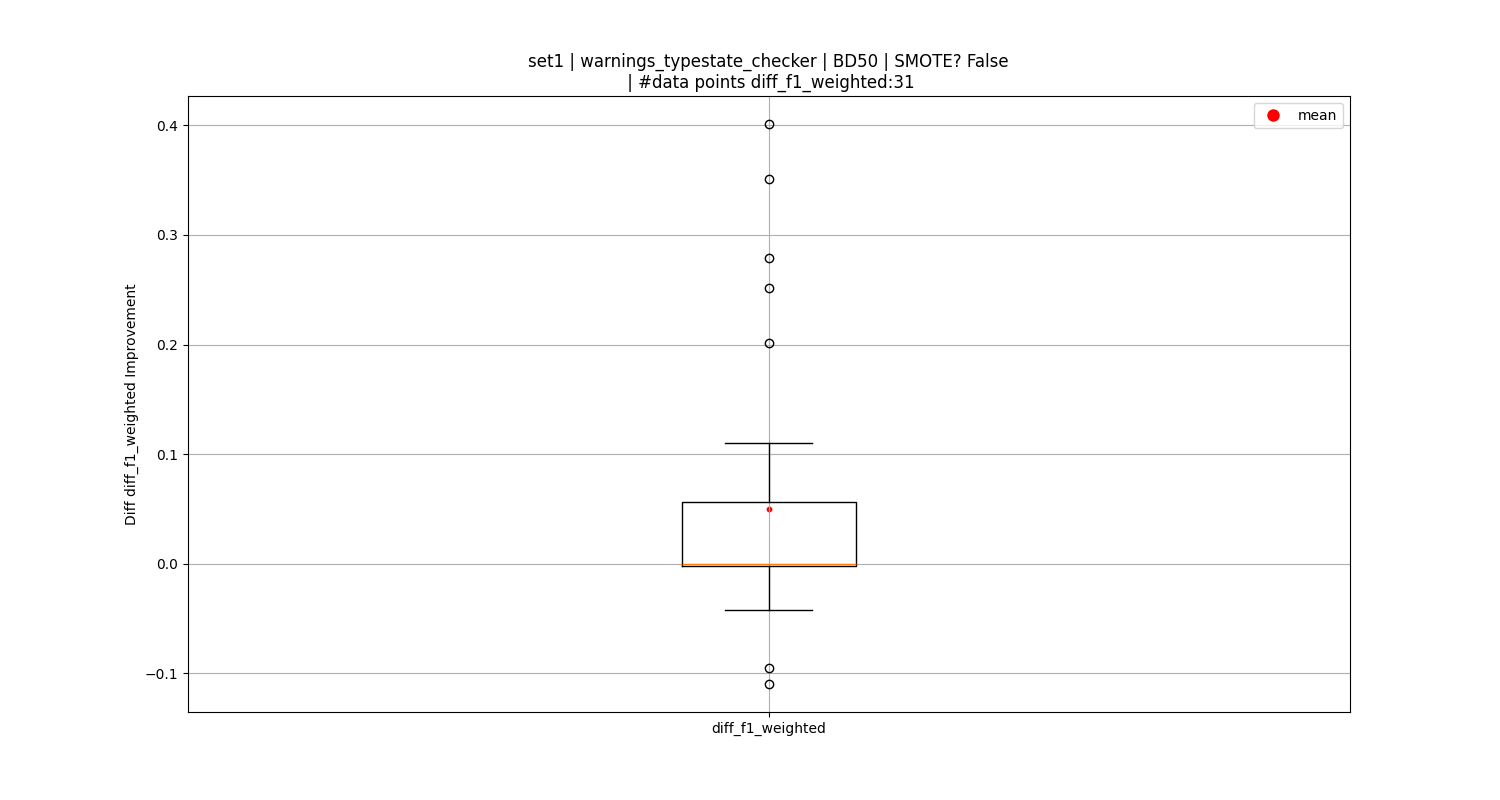 set1 | warnings_typestate_checker | BD50 | SMOTE? False
| #data points diff_f1_weighted:31
mean
0.4
0.3
0.2
0.1
0.0
−0.1
Diff diff_f1_weighted Improvement
diff_f1_weighted